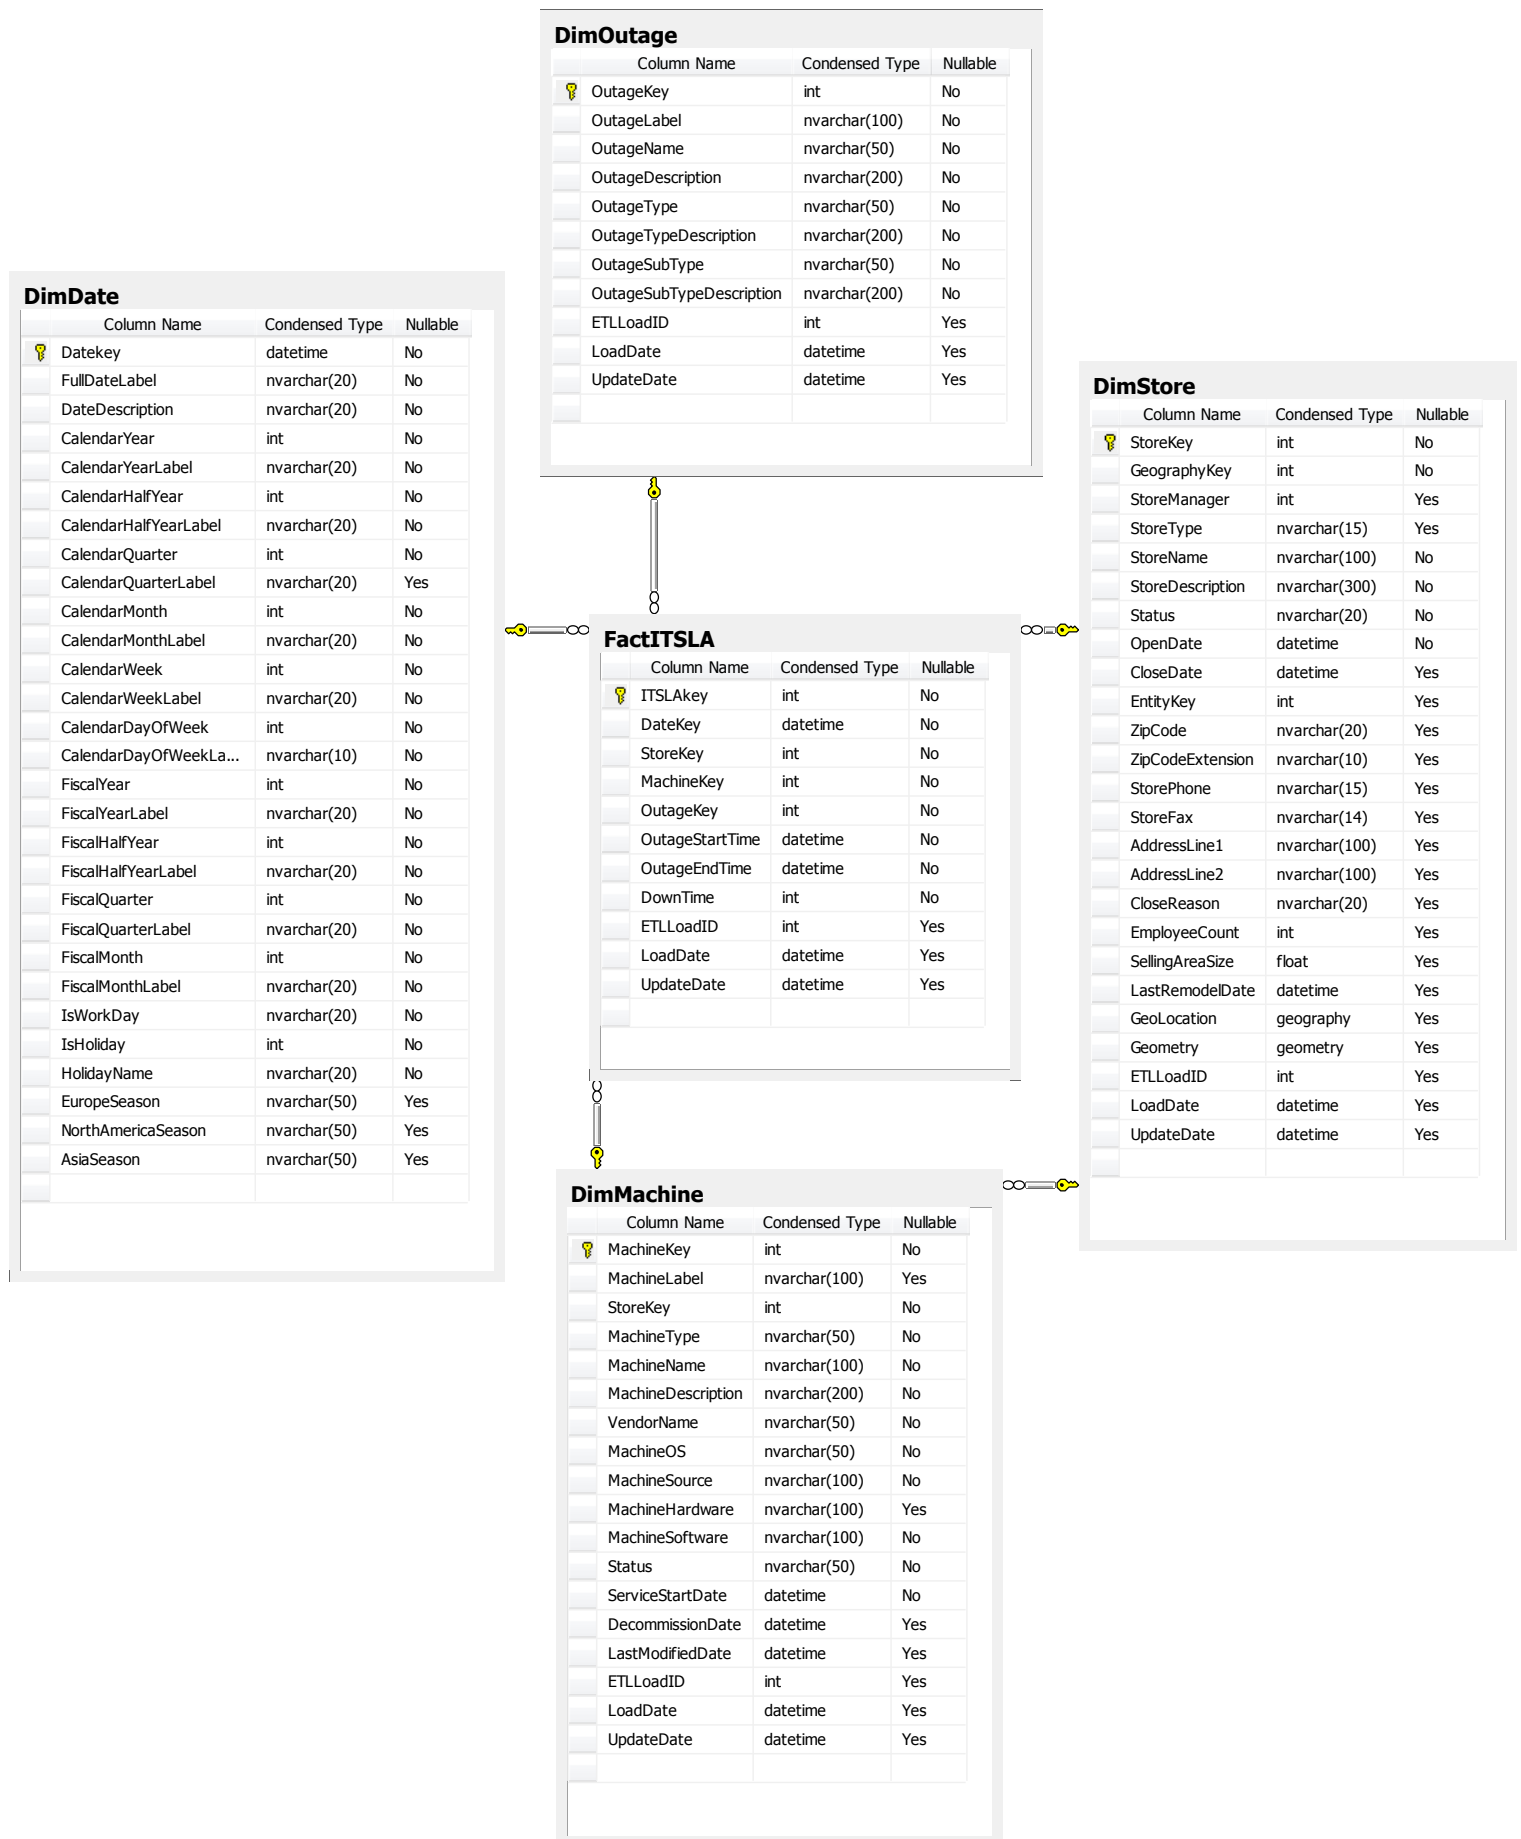 DimOutage
Column Name Condensed Type Nullable
OutageKey int No
OutageLabel nvarchar(100) No
OutageName nvarchar(50) No
OutageDescription nvarchar(200) No
OutageType nvarchar(50) No
OutageTypeDescription nvarchar(200) No
OutageSubType nvarchar(50) No
OutageSubTypeDescription nvarchar(200) No
ETLLoadID int Yes
LoadDate datetime Yes
UpdateDate datetime Yes
DimDate
Column Name Condensed Type Nullable
Datekey datetime No
FullDateLabel nvarchar(20) No
DateDescription nvarchar(20) No
CalendarYear int No
CalendarYearLabel nvarchar(20) No
CalendarHalfYear int No
CalendarHalfYearLabel nvarchar(20) No
CalendarQuarter int No
CalendarQuarterLabel nvarchar(20) Yes
CalendarMonth int No
CalendarMonthLabel nvarchar(20) No
CalendarWeek int No
CalendarWeekLabel nvarchar(20) No
CalendarDayOfWeek int No
CalendarDayOfWeekLa... nvarchar(10) No
FiscalYear int No
FiscalYearLabel nvarchar(20) No
FiscalHalfYear int No
FiscalHalfYearLabel nvarchar(20) No
FiscalQuarter int No
FiscalQuarterLabel nvarchar(20) No
FiscalMonth int No
FiscalMonthLabel nvarchar(20) No
IsWorkDay nvarchar(20) No
IsHoliday int No
HolidayName nvarchar(20) No
EuropeSeason nvarchar(50) Yes
NorthAmericaSeason nvarchar(50) Yes
AsiaSeason nvarchar(50) Yes
DimStore
Column Name Condensed Type Nullable
StoreKey int No
GeographyKey int No
StoreManager int Yes
StoreType nvarchar(15) Yes
StoreName nvarchar(100) No
StoreDescription nvarchar(300) No
Status nvarchar(20) No
OpenDate datetime No
CloseDate datetime Yes
EntityKey int Yes
ZipCode nvarchar(20) Yes
ZipCodeExtension nvarchar(10) Yes
StorePhone nvarchar(15) Yes
StoreFax nvarchar(14) Yes
AddressLine1 nvarchar(100) Yes
AddressLine2 nvarchar(100) Yes
CloseReason nvarchar(20) Yes
EmployeeCount int Yes
SellingAreaSize float Yes
LastRemodelDate datetime Yes
GeoLocation geography Yes
Geometry geometry Yes
ETLLoadID int Yes
LoadDate datetime Yes
UpdateDate datetime Yes
FactITSLA
Column Name Condensed Type Nullable
ITSLAkey int No
DateKey datetime No
StoreKey int No
MachineKey int No
OutageKey int No
OutageStartTime datetime No
OutageEndTime datetime No
DownTime int No
ETLLoadID int Yes
LoadDate datetime Yes
UpdateDate datetime Yes
DimMachine
Column Name Condensed Type Nullable
MachineKey int No
MachineLabel nvarchar(100) Yes
StoreKey int No
MachineType nvarchar(50) No
MachineName nvarchar(100) No
MachineDescription nvarchar(200) No
VendorName nvarchar(50) No
MachineOS nvarchar(50) No
MachineSource nvarchar(100) No
MachineHardware nvarchar(100) Yes
MachineSoftware nvarchar(100) No
Status nvarchar(50) No
ServiceStartDate datetime No
DecommissionDate datetime Yes
LastModifiedDate datetime Yes
ETLLoadID int Yes
LoadDate datetime Yes
UpdateDate datetime Yes